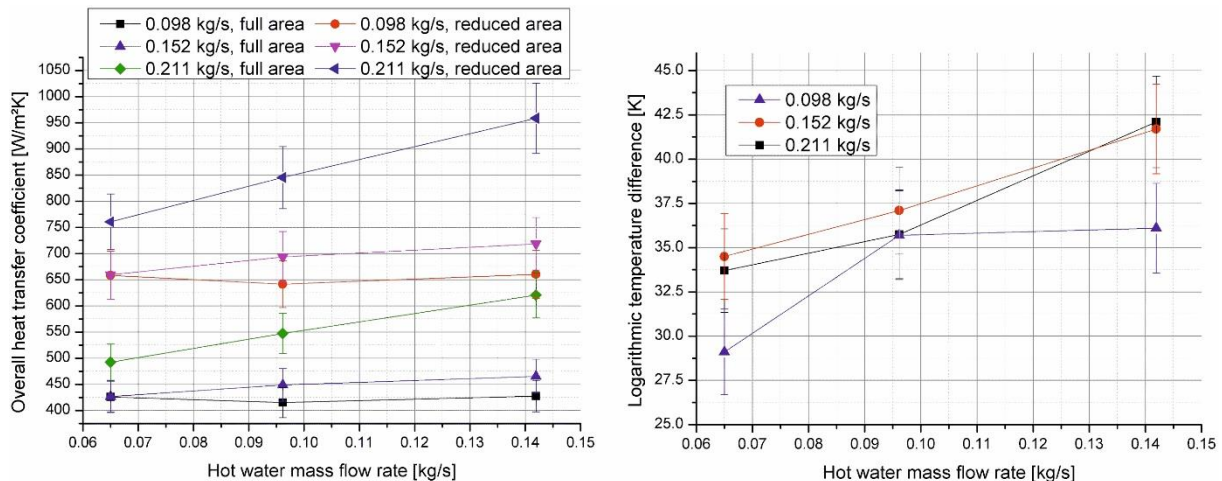 0.098 kg/s, full area
0.098 kg/s, reduced area
0.152 kg/s, full area
0.152 kg/s, reduced area
0.211 kg/s, full area
0.211 kg/s, reduced area
Overall heat transfer coefficient [W/m²K]
1050
1000
950
900
850
800
750
700
650
600
550
500
450
400
0.06 0.07 0.08 0.09 0.10 0.11 0.12 0.13 0.14 0.15
Hot water mass flow rate [kg/s]
0.098 kg/s
0.152 kg/s
0.211 kg/s
Logarithmic temperature difference [K]
45.0
42.5
40.0
37.5
35.0
32.5
30.0
27.5
25.0
0.06 0.07 0.08 0.09 0.10 0.11 0.12 0.13 0.14 0.15
Hot water mass flow rate [kg/s]